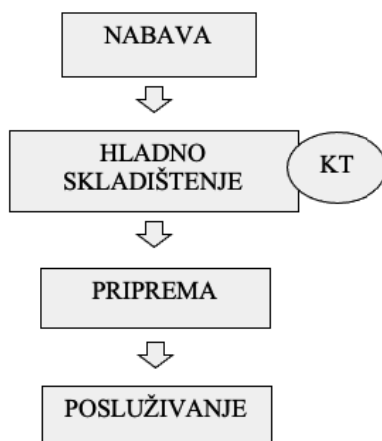 NABAVA
HLADNO
SKLADIŠTENJE
KT
PRIPREMA
POSLUŽIVANJE